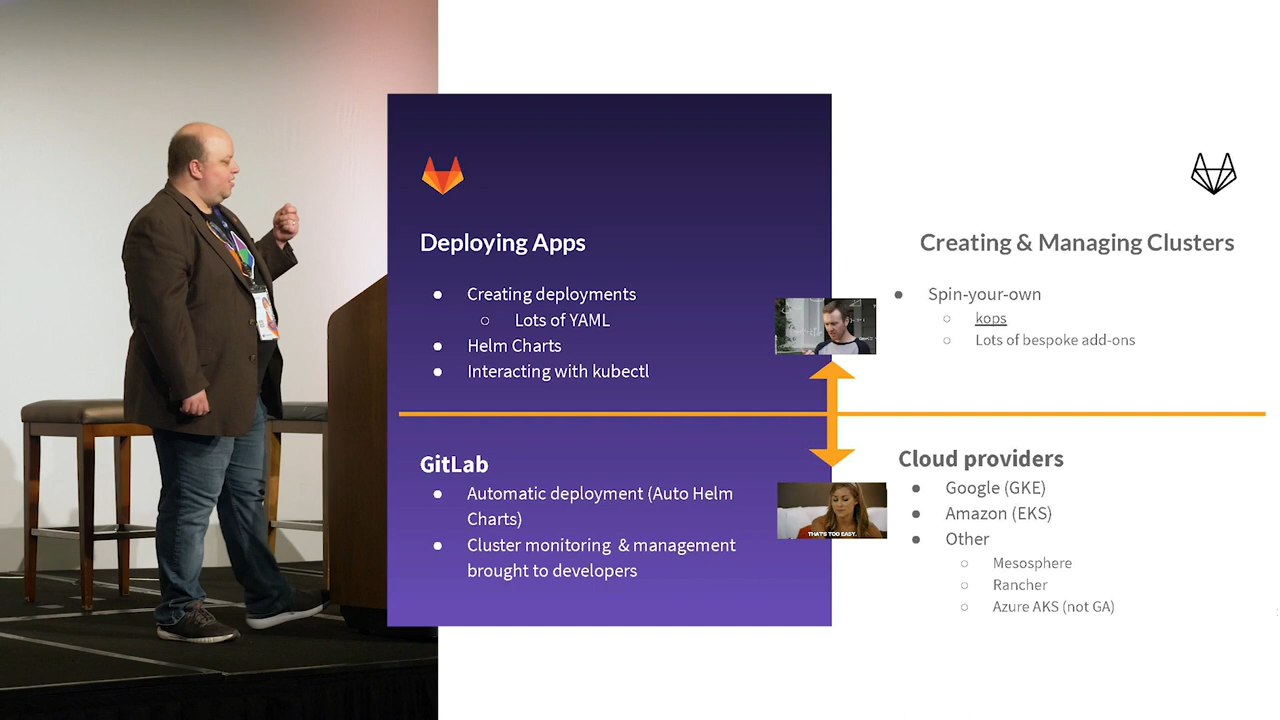 Deploying Apps
Creating deployments
Lots of YAML
Helm Charts
Interacting with kubectl
GitLab
Automatic deployment (Auto Helm
Charts)
Cluster monitoring & management
brought to developers
Creating & Managing Clusters
Spin-your-own
kops
Lots of bespoke add-ons
THAT'S TOO EASY.
Cloud providers
Google (GKE)
Amazon (EKS)
Other
Mesosphere
Rancher
Azure AKS (not GA)